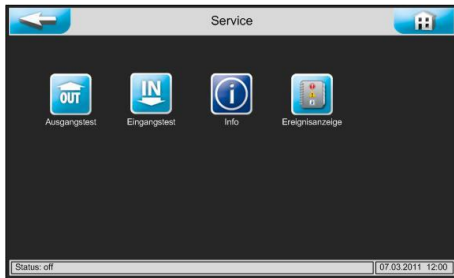 Service
OUT
IN
Ausgangstest
Eingangstest
Info
Ereignisanzeige
Status: off
07.03.2011 12:00